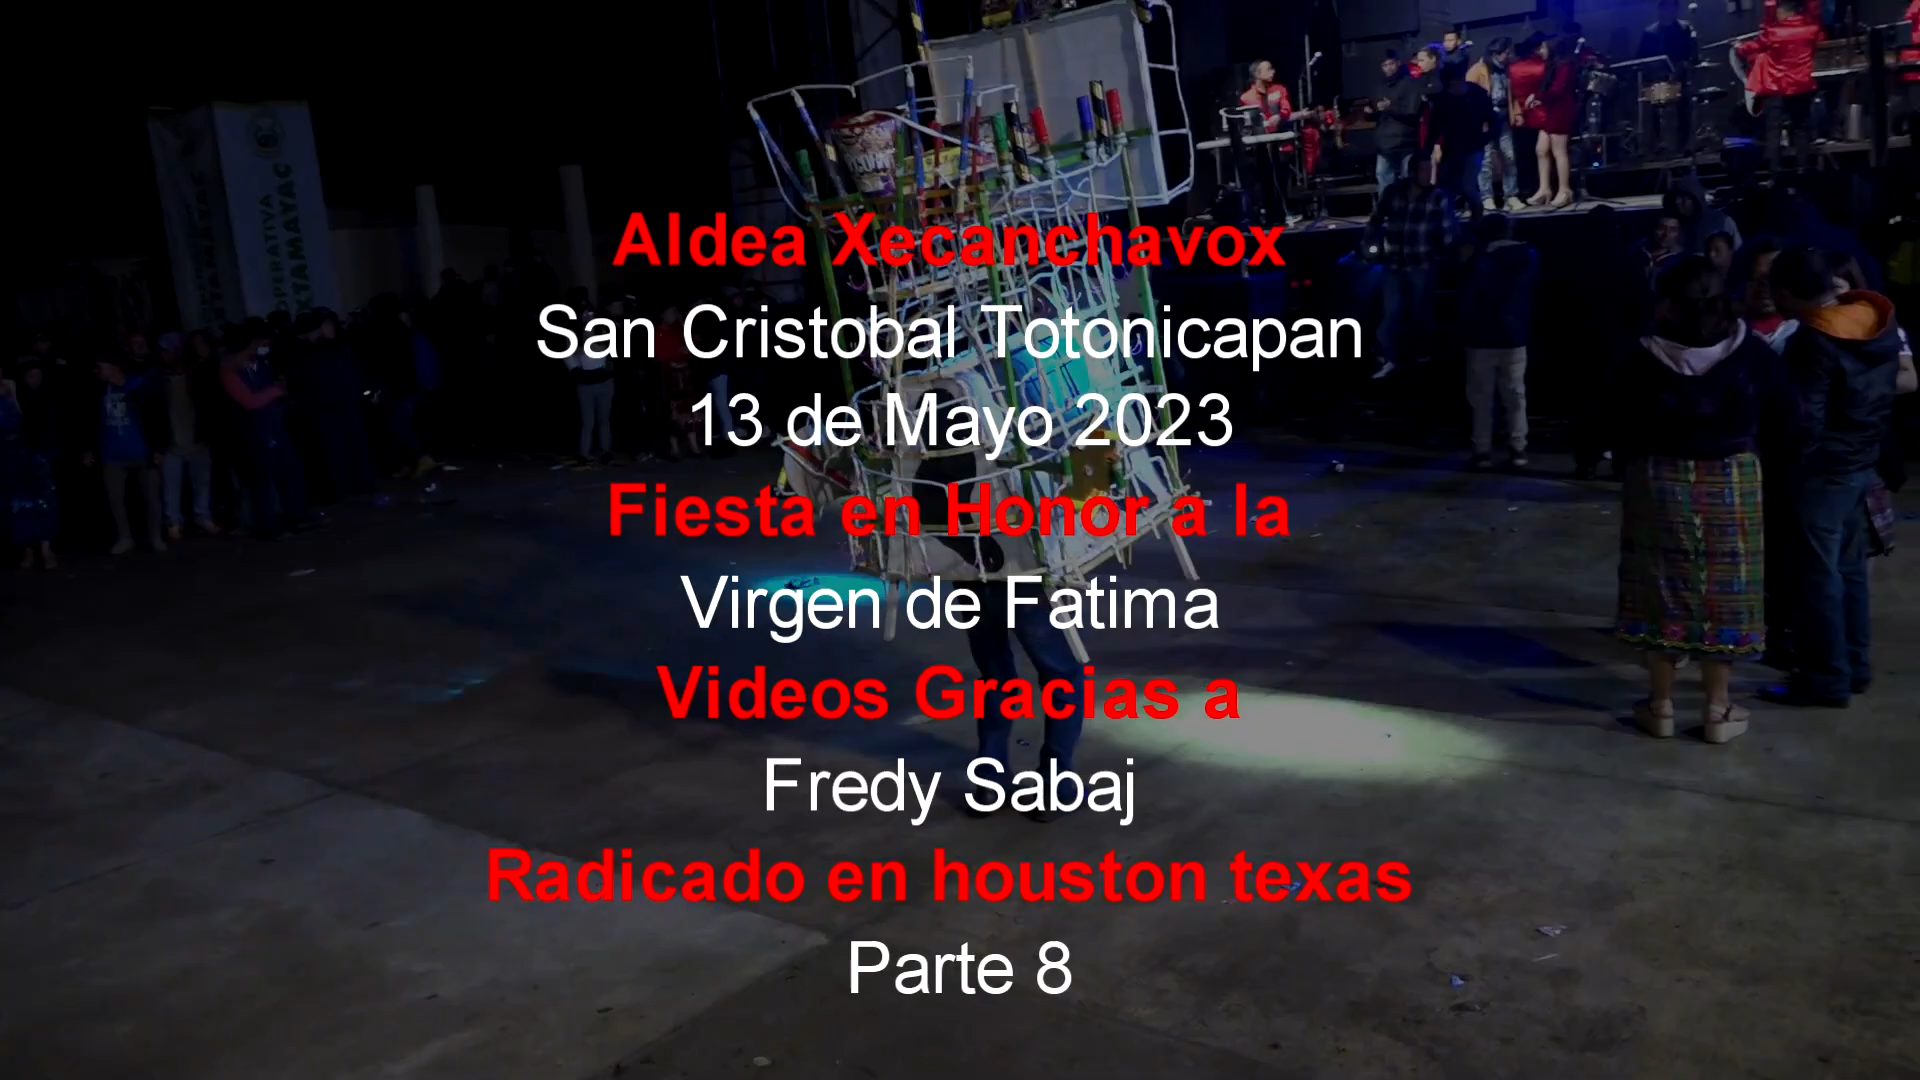 Aldea Xecanchavox
San Cristobal Totonicapan
13 de Mayo 2023
Fiesta en Honor a la
Virgen de Fatima
Videos Gracias a
Fredy Sabaj
Radicado en houston texas
Parte 8